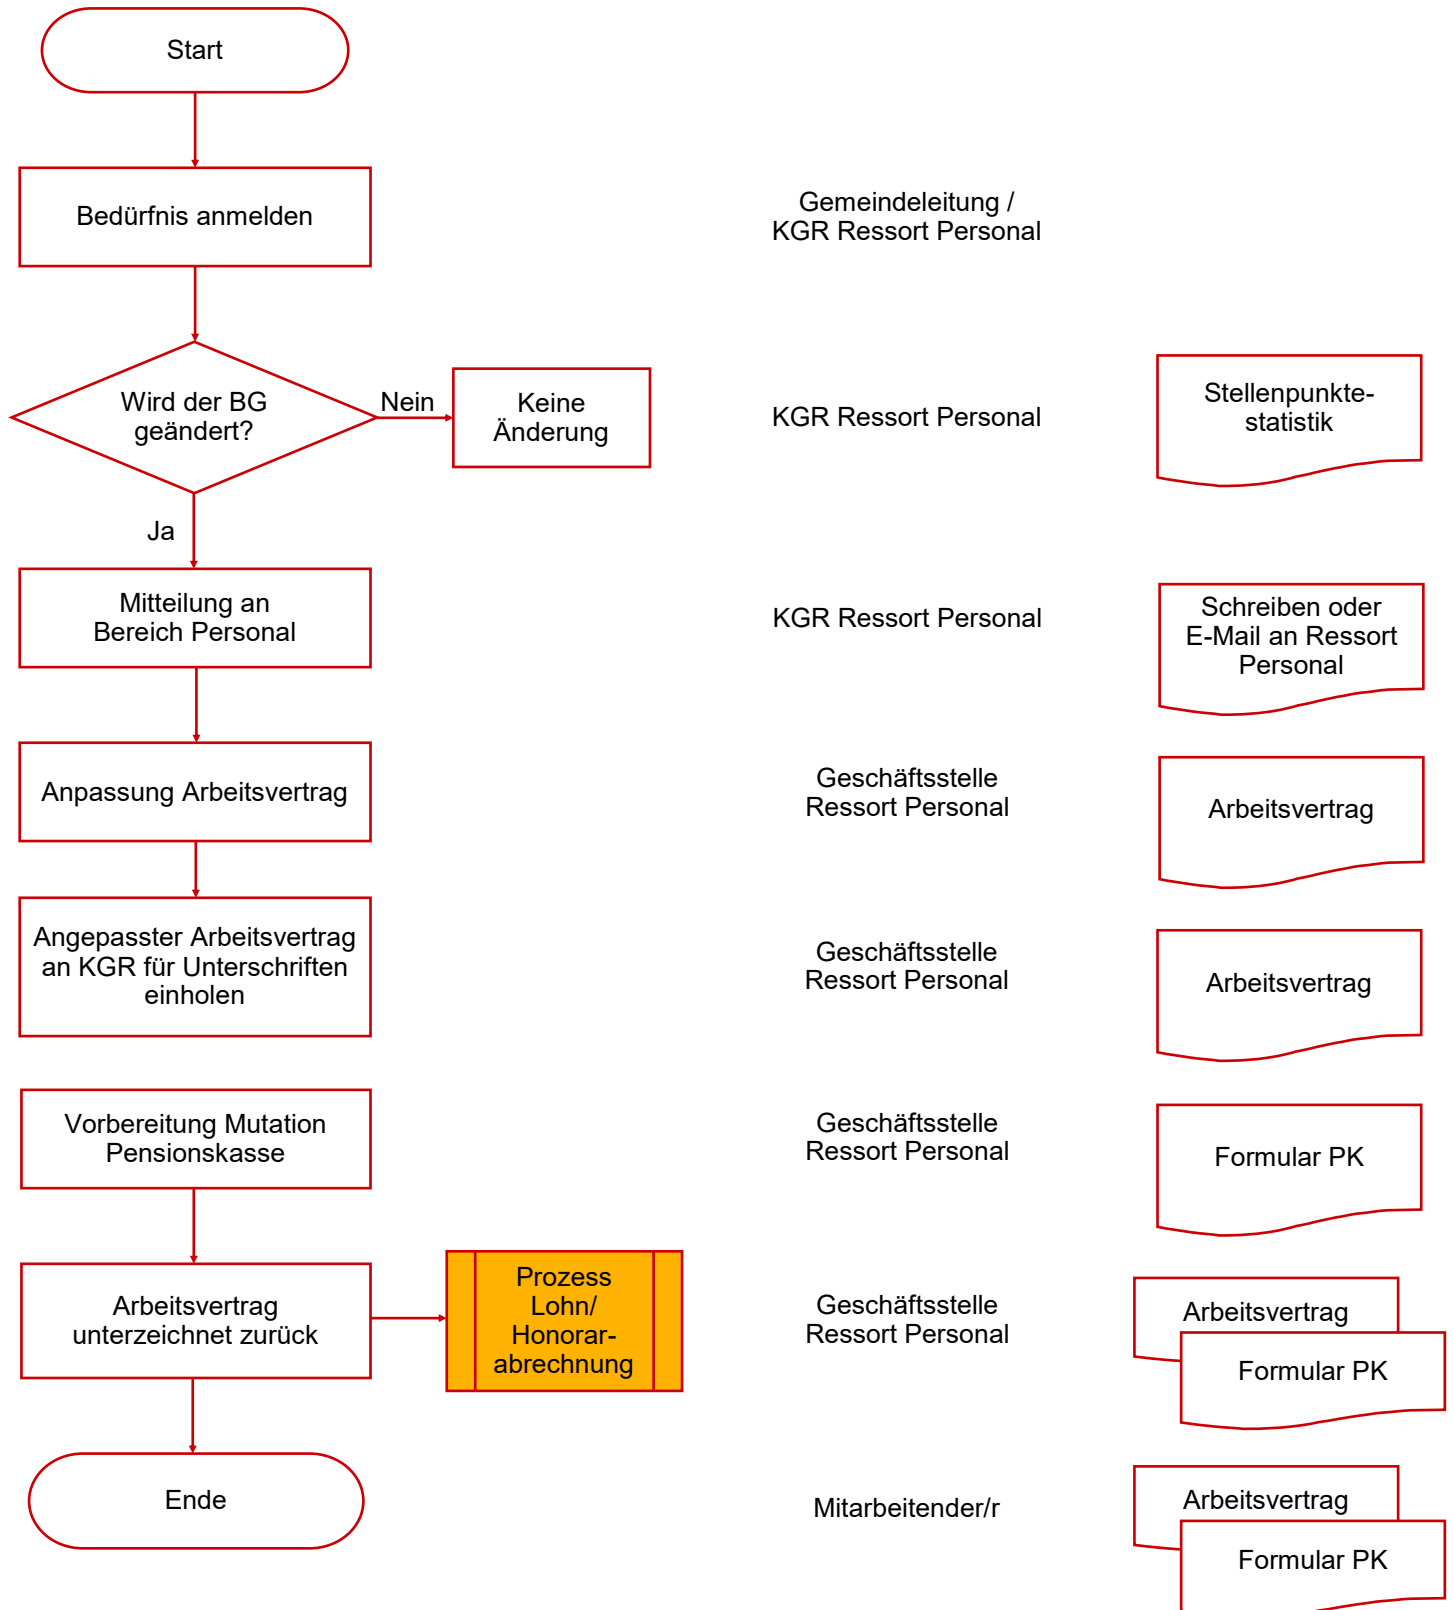 Start
Bedürfnis anmelden
Gemeindeleitung /
KGR Ressort Personal
Wird der BG
geändert?
Nein
Keine
Änderung
KGR Ressort Personal
Stellenpunkte-
statistik
Ja
Mitteilung an
Bereich Personal
KGR Ressort Personal
Schreiben oder
E-Mail an Ressort
Personal
Anpassung Arbeitsvertrag
Geschäftsstelle
Ressort Personal
Arbeitsvertrag
Angepasster Arbeitsvertrag
an KGR für Unterschriften
einholen
Geschäftsstelle
Ressort Personal
Arbeitsvertrag
Vorbereitung Mutation
Pensionskasse
Geschäftsstelle
Ressort Personal
Formular PK
Arbeitsvertrag
unterzeichnet zurück
Prozess
Lohn/
Honorar-
abrechnung
Geschäftsstelle
Ressort Personal
Arbeitsvertrag
Formular PK
Ende
Mitarbeitender/r
Arbeitsvertrag
Formular PK